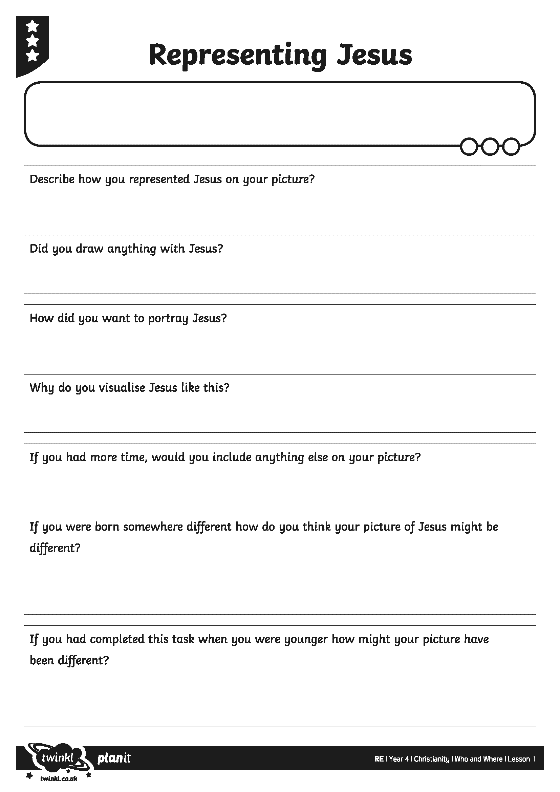 Representing Jesus
Describe how you represented Jesus on your picture?
Did you draw anything with Jesus?
How did you want to portray Jesus?
Why do you visualise Jesus like this?
If you had more time, would you include anything else on your picture?
If you were born somewhere different how do you think your picture of Jesus might be
different?
If you had completed this task when you were younger how might your picture have
been different?
twinkl planit
RE | Year 4 | Christianity | Who and Where | Lesson 1
twinkl.co.uk